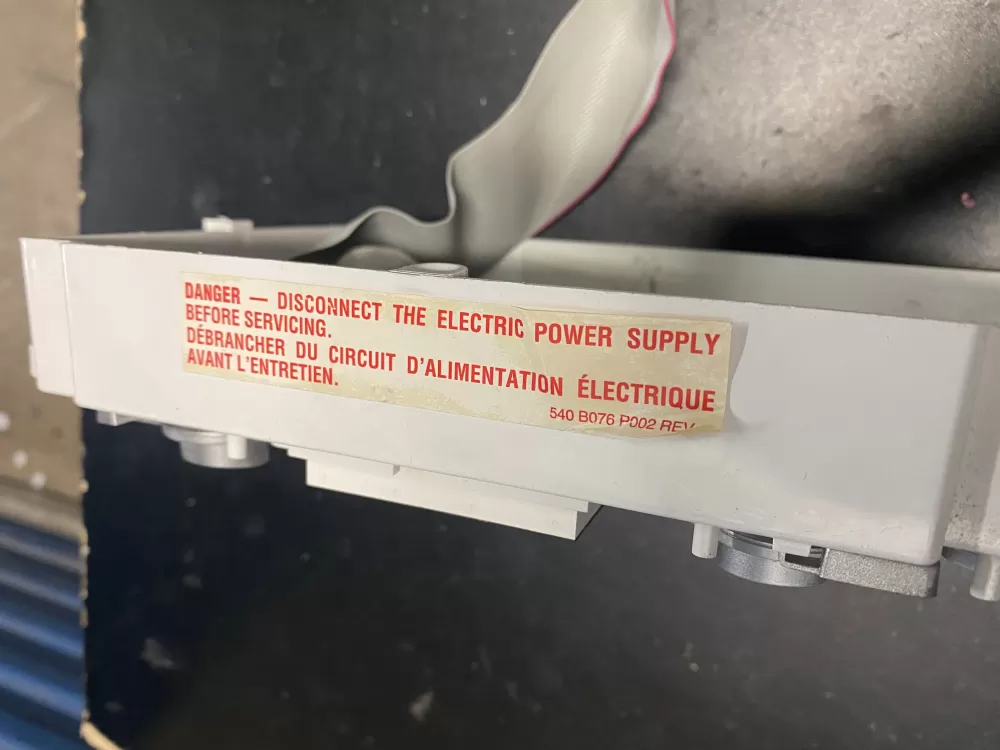 DANGER — DISCONNECT THE ELECTRIC POWER SUPPLY
BEFORE SERVICING.
DÉBRANCHER DU CIRCUIT D'ALIMENTATION ÉLECTRIQUE
AVANT L'ENTRETIEN.
540 B076 P002 REV